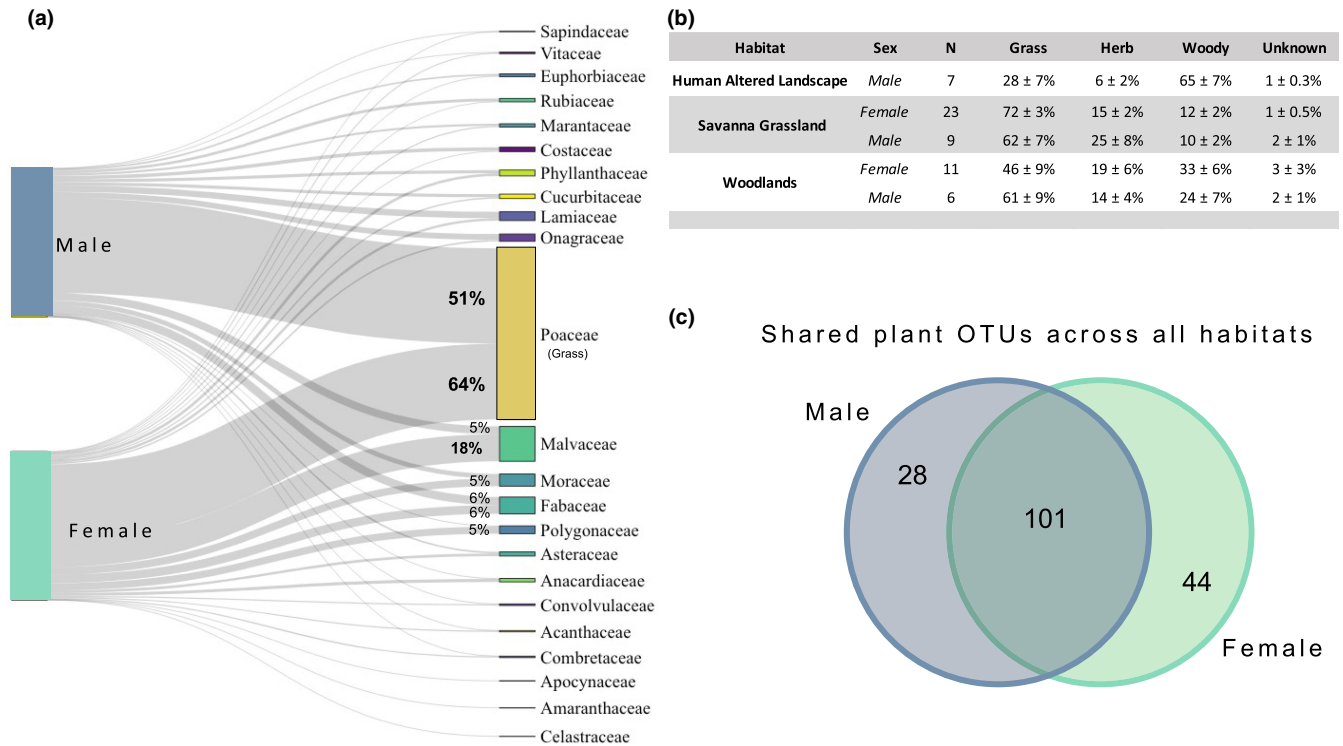 (a)
Male
Female
Sapindaceae
Vitaceae
Euphorbiaceae
Rubiaceae
Marantaceae
Costaceae
Phyllanthaceae
Cucurbitaceae
Lamiaceae
Onagraceae
51%
Poaceae
(Grass)
64%
5%
18%
Malvaceae
5%
Moraceae
6%
Fabaceae
6%
5%
Polygonaceae
Asteraceae
Anacardiaceae
Convolvulaceae
Acanthaceae
Combretaceae
Apocynaceae
Amaranthaceae
Celastraceae
(b)
Habitat Sex N Grass Herb Woody Unknown
Human Altered Landscape Male 7 28 ± 7% 6 ± 2% 65 ± 7% 1 ± 0.3%
Savanna Grassland
Female 23 72 ± 3% 15 ± 2% 12 ± 2% 1 ± 0.5%
Male 9 62 ± 7% 25 ± 8% 10 ± 2% 2 ± 1%
Woodlands
Female 11 46 ± 9% 19 ± 6% 33 ± 6% 3 ± 3%
Male 6 61 ± 9% 14 ± 4% 24 ± 7% 2 ± 1%
(c)
Shared plant OTUs across all habitats
Male
28
101
44
Female